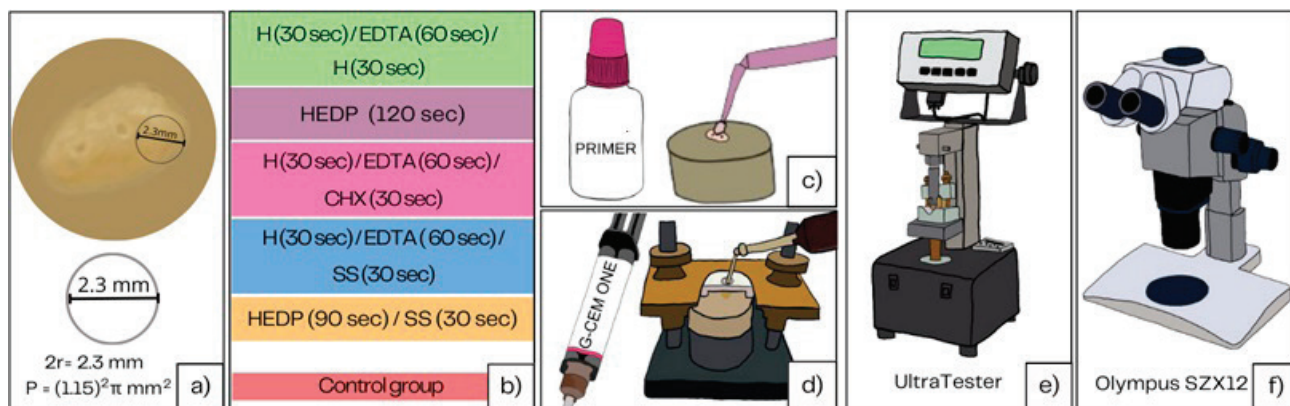 2.3mm
2.3 mm
2r= 2.3 mm
P = (1.15)²π mm²
a)
H(30 sec)/EDTA(60 sec)/
H(30 sec)
HEDP (120 sec)
H(30 sec)/EDTA(60 sec)/
CHX(30 sec)
H(30 sec)/EDTA(60 sec)/
SS(30 sec)
HEDP(90 sec)/SS(30 sec)
Control group
b)
PRIMER
c)
G-CEM ONE
d)
UltraTester
e)
Olympus SZX12
f)